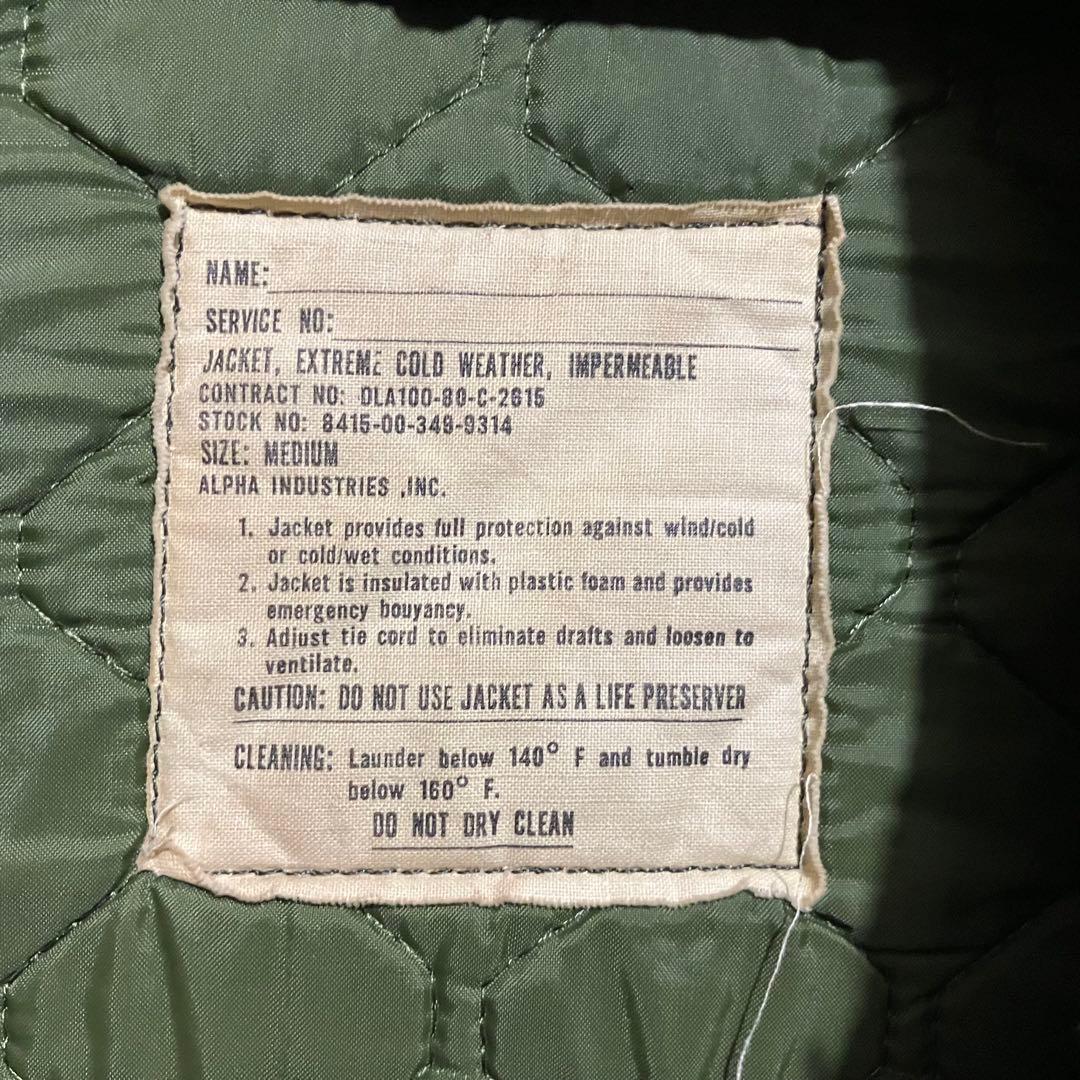 NAME:
SERVICE NO:
JACKET, EXTREME COLD WEATHER, IMPERMEABLE
CONTRACT NO: DLA100-80-C-2615
STOCK NO: 8415-00-349-9314
SIZE: MEDIUM
ALPHA INDUSTRIES ,INC.
1. Jacket provides full protection against wind/cold
or cold/wet conditions.
2. Jacket is insulated with plastic foam and provides
emergency bouyancy.
3. Adjust tie cord to eliminate drafts and loosen to
ventilate.
CAUTION: DO NOT USE JACKET AS A LIFE PRESERVER
CLEANING: Launder below 140° F and tumble dry
below 160° F.
DO NOT DRY CLEAN